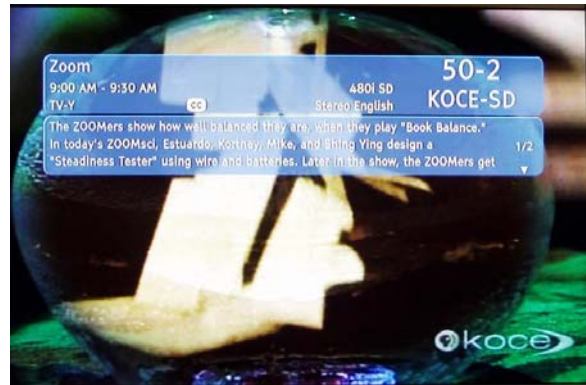 Zoom
50-2
9:00 AM - 9:30 AM
480i SD
KOCE-SD
TV-Y
CC
Stereo English
The ZOOMers show how well balanced they are, when they play "Book Balance."
In today's ZOOMsci, Estuardo, Kortney, Mike, and Shing Ying design a
1/2
"Steadiness Tester" using wire and batteries. Later in the show, the ZOOMers get
koce